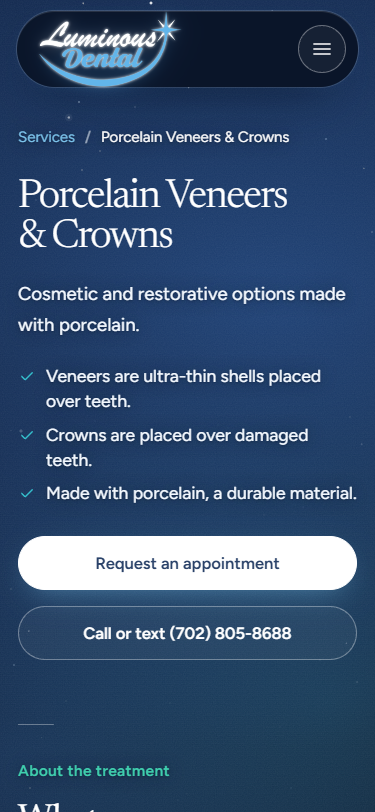 Luminous
Dental
Services / Porcelain Veneers & Crowns
Porcelain Veneers
& Crowns
Cosmetic and restorative options made
with porcelain.
Veneers are ultra-thin shells placed
over teeth.
Crowns are placed over damaged
teeth.
Made with porcelain, a durable material.
Request an appointment
Call or text (702) 805-8688
About the treatment